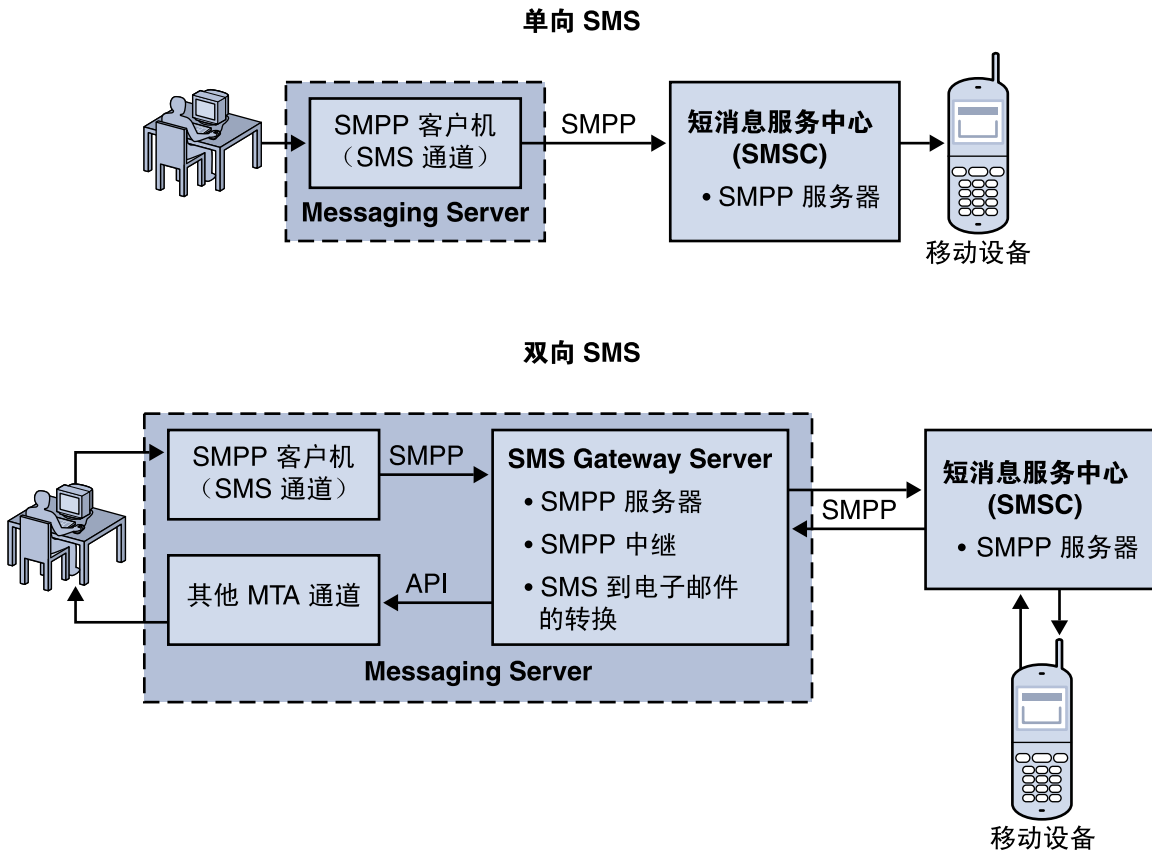 单向 SMS
SMPP 客户机
（SMS 通道）
Messaging Server
SMPP
短消息服务中心
(SMSC)
• SMPP 服务器
移动设备
双向 SMS
SMPP 客户机
（SMS 通道）
SMPP
其他 MTA 通道
API
SMS Gateway Server
• SMPP 服务器
• SMPP 中继
• SMS 到电子邮件
的转换
Messaging Server
SMPP
短消息服务中心
(SMSC)
• SMPP 服务器
移动设备